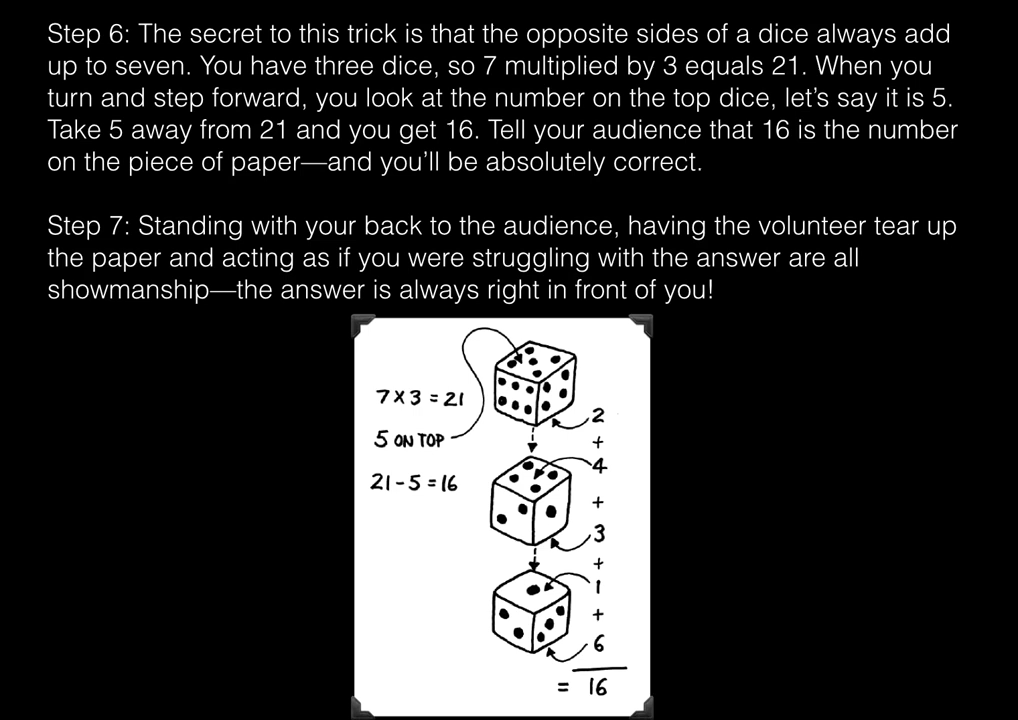 Step 6: The secret to this trick is that the opposite sides of a dice always add
up to seven. You have three dice, so 7 multiplied by 3 equals 21. When you
turn and step forward, you look at the number on the top dice, let’s say it is 5.
Take 5 away from 21 and you get 16. Tell your audience that 16 is the number
on the piece of paper—and you’ll be absolutely correct.
Step 7: Standing with your back to the audience, having the volunteer tear up
the paper and acting as if you were struggling with the answer are all
showmanship—the answer is always right in front of you!
7 x 3 = 21
5 ON TOP
21 - 5 = 16
2
+
4
+
3
+
1
+
6
= 16